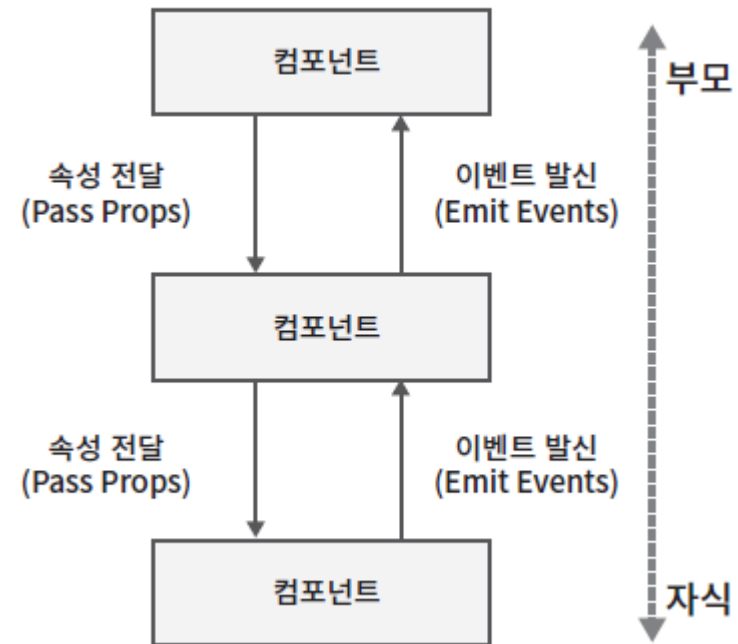 컴포넌트
부모
속성 전달
(Pass Props)
이벤트 발신
(Emit Events)
컴포넌트
속성 전달
(Pass Props)
이벤트 발신
(Emit Events)
컴포넌트
자식